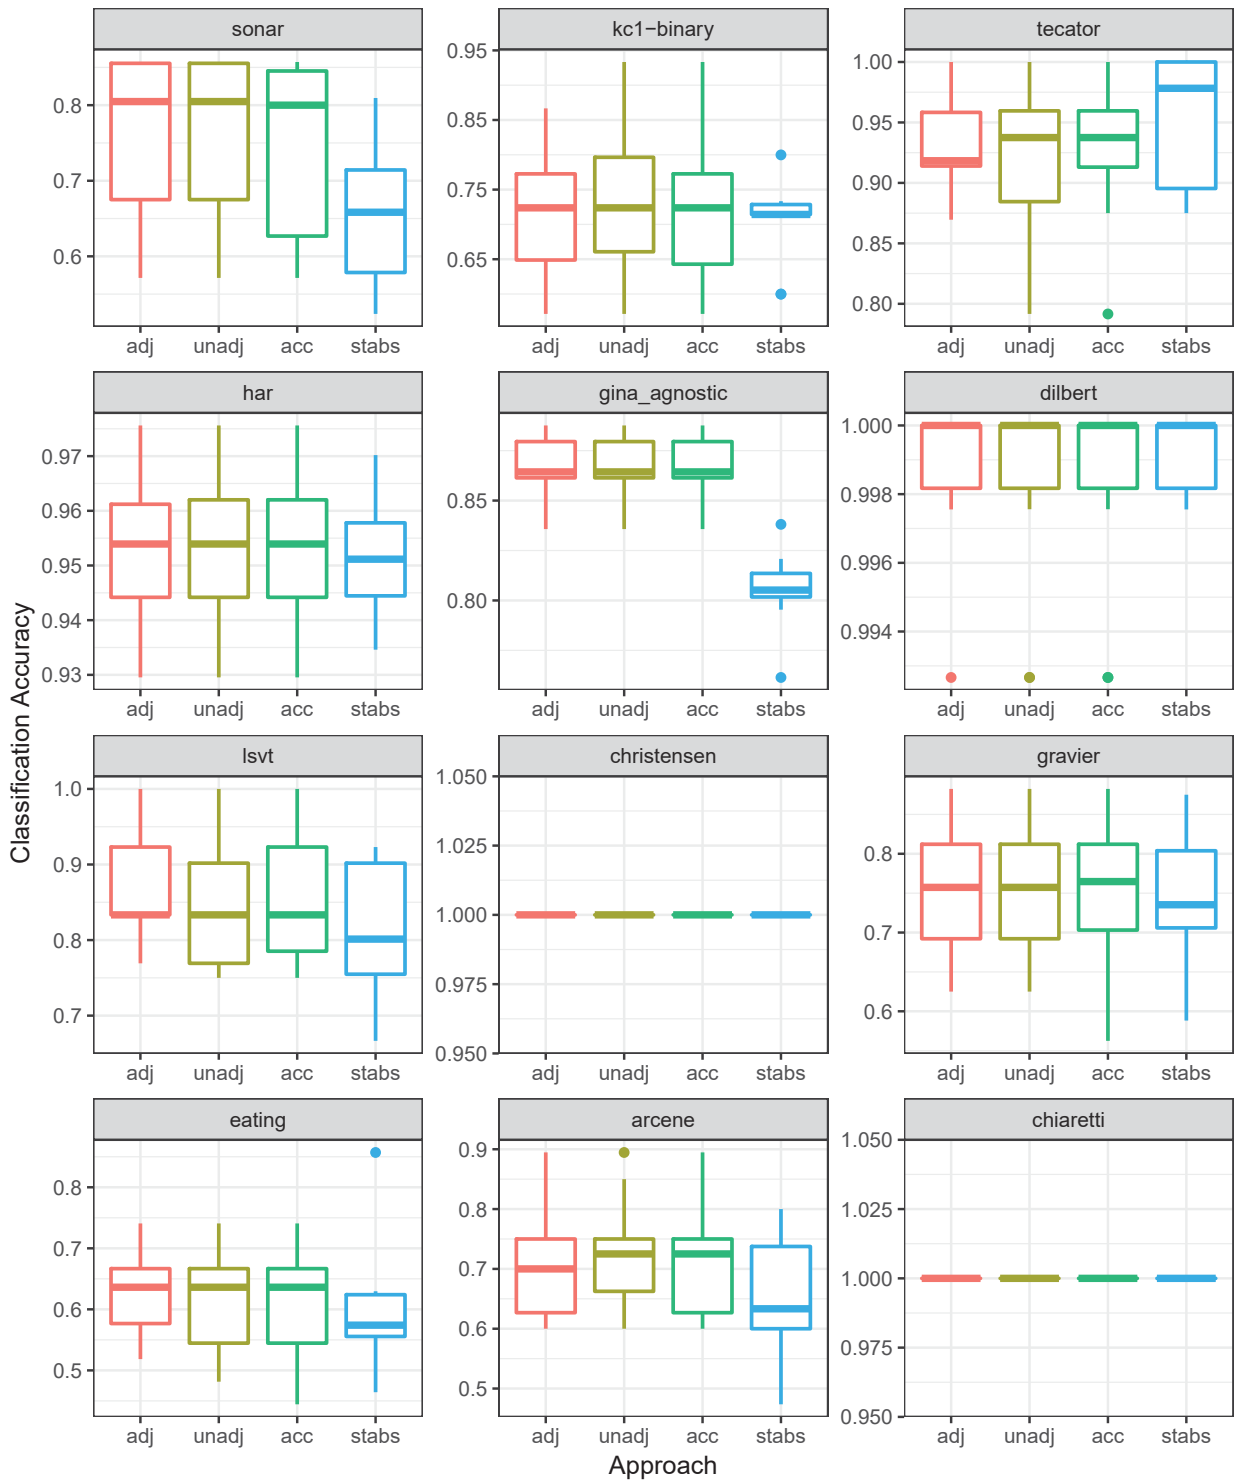 sonar
kc1−binary
tecator
0.8
0.7
0.6
0.95
0.85
0.75
0.65
1.00
0.95
0.90
0.85
0.80
adj unadj acc stabs
adj unadj acc stabs
adj unadj acc stabs
har
gina_agnostic
dilbert
0.97
0.96
0.95
0.94
0.93
0.85
0.80
1.000
0.998
0.996
0.994
adj unadj acc stabs
adj unadj acc stabs
adj unadj acc stabs
Classification Accuracy
lsvt
christensen
gravier
1.0
0.9
0.8
0.7
1.050
1.025
1.000
0.975
0.950
0.8
0.7
0.6
adj unadj acc stabs
adj unadj acc stabs
adj unadj acc stabs
eating
arcene
chiaretti
0.8
0.7
0.6
0.5
0.9
0.8
0.7
0.6
0.5
1.050
1.025
1.000
0.975
0.950
adj unadj acc stabs
adj unadj acc stabs
adj unadj acc stabs
Approach